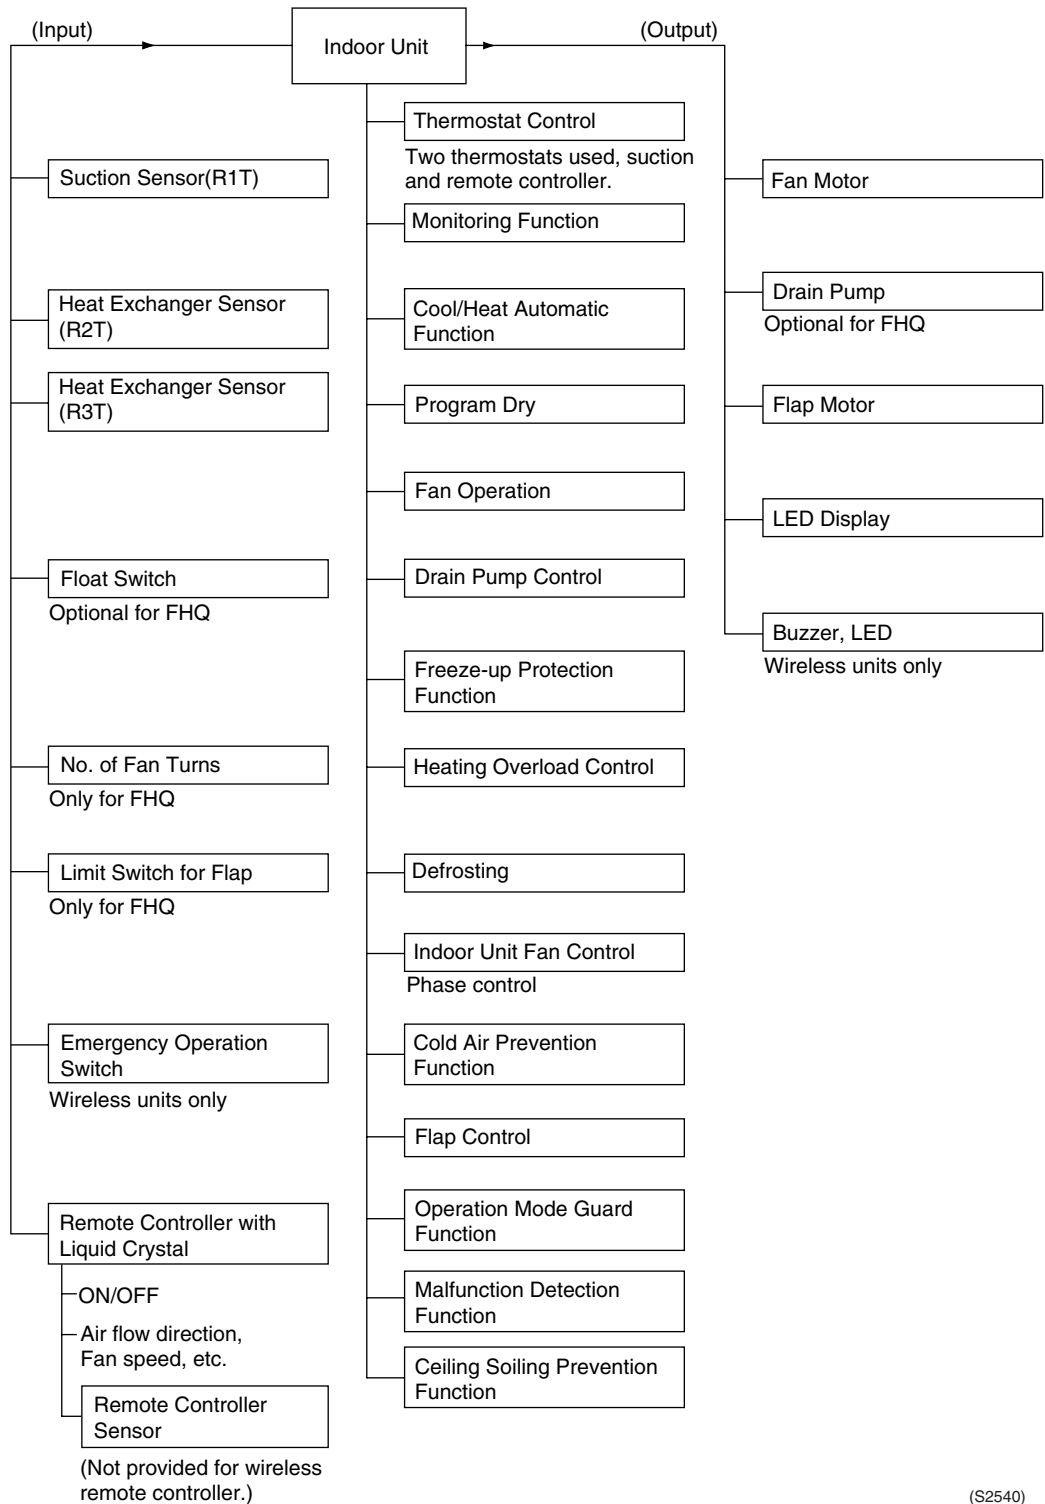 (Input)
Indoor Unit
(Output)
Suction Sensor(R1T)
Heat Exchanger Sensor
(R2T)
Heat Exchanger Sensor
(R3T)
Float Switch
Optional for FHQ
No. of Fan Turns
Only for FHQ
Limit Switch for Flap
Only for FHQ
Emergency Operation
Switch
Wireless units only
Remote Controller with
Liquid Crystal
ON/OFF
Air flow direction,
Fan speed, etc.
Remote Controller
Sensor
(Not provided for wireless
remote controller.)
Thermostat Control
Two thermostats used, suction
and remote controller.
Monitoring Function
Cool/Heat Automatic
Function
Program Dry
Fan Operation
Drain Pump Control
Freeze-up Protection
Function
Heating Overload Control
Defrosting
Indoor Unit Fan Control
Phase control
Cold Air Prevention
Function
Flap Control
Operation Mode Guard
Function
Malfunction Detection
Function
Ceiling Soiling Prevention
Function
Fan Motor
Drain Pump
Optional for FHQ
Flap Motor
LED Display
Buzzer, LED
Wireless units only
(S2540)